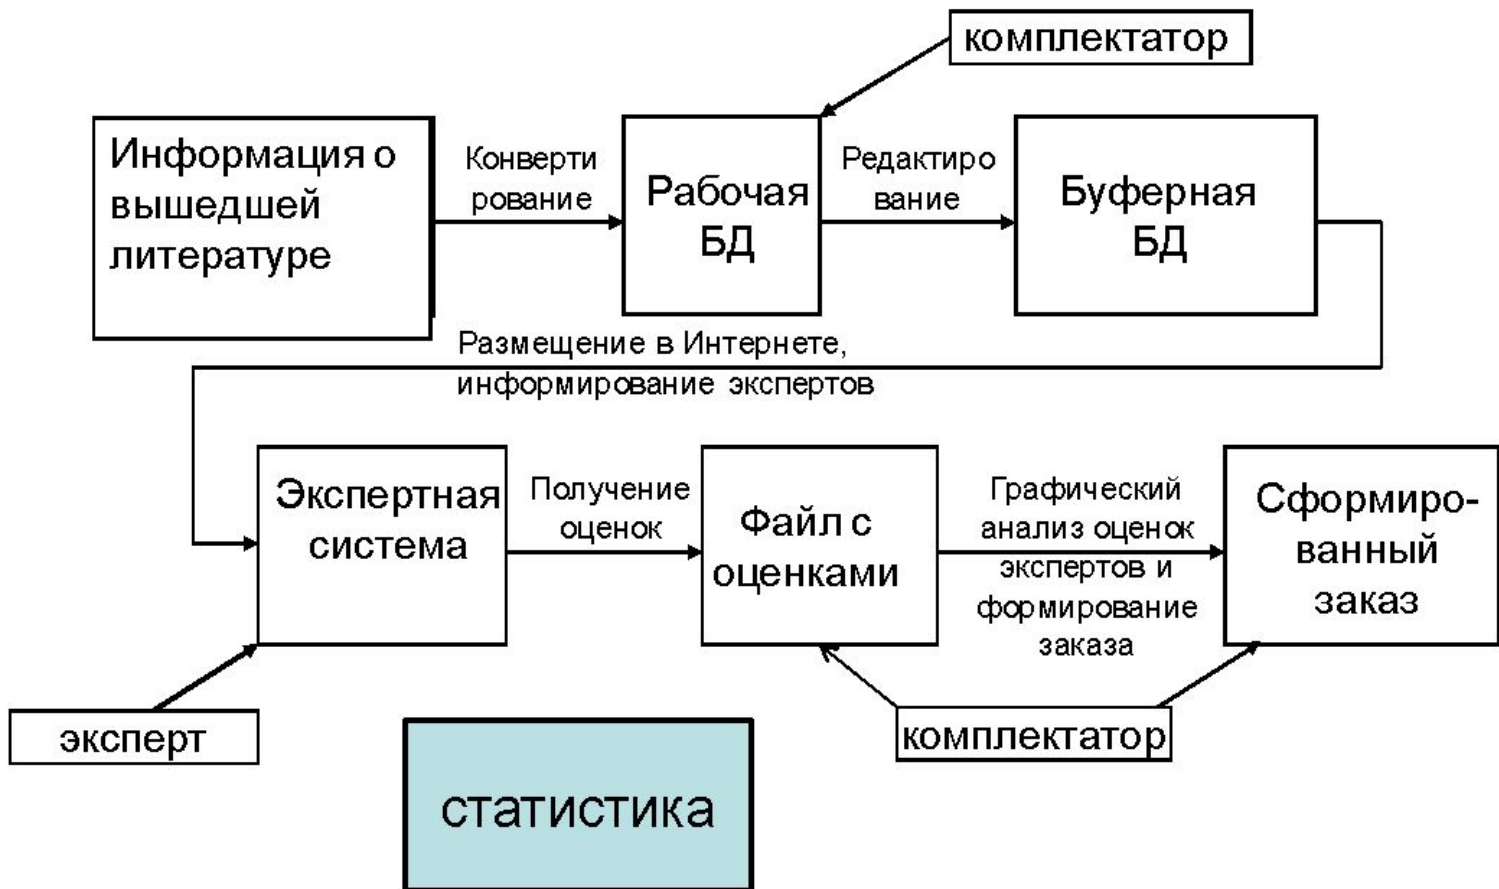 комплектатор
Информация о
вышедшей
литературе
Конверти
рование
Рабочая
БД
Редактиро
вание
Буферная
БД
Размещение в Интернете,
информирование экспертов
Экспертная
система
Получение
оценок
Файл с
оценками
Графический
анализ оценок
экспертов и
формирование
заказа
Сформиро-
ванный
заказ
эксперт
комплектатор
статистика